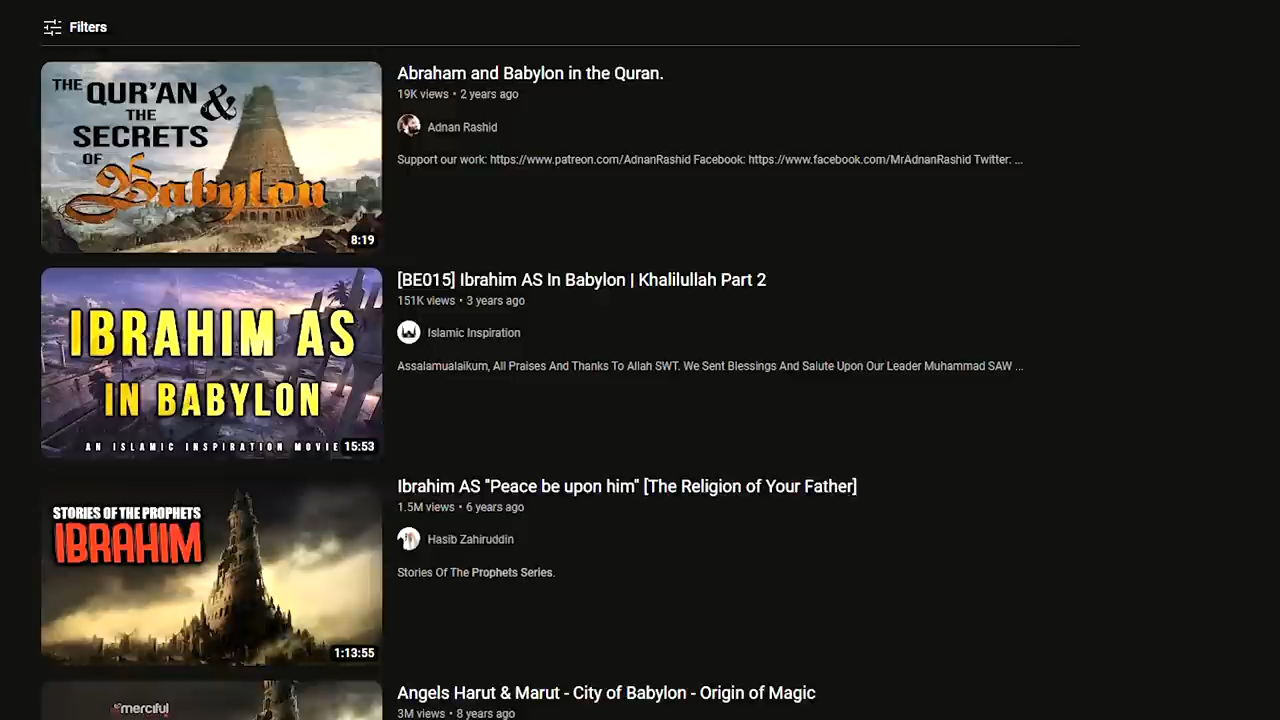 Filters
THE QUR'AN &
THE
SECRETS
OF
Babylon
8:19
Abraham and Babylon in the Quran.
19K views • 2 years ago
Adnan Rashid
Support our work: https://www.patreon.com/AdnanRashid Facebook: https://www.facebook.com/MrAdnanRashid Twitter: ...
IBRAHIM AS
IN BABYLON
AN ISLAMIC INSPIRATION MOVIE
15:53
[BE015] Ibrahim AS In Babylon | Khalilullah Part 2
151K views • 3 years ago
Islamic Inspiration
Assalamualaikum, All Praises And Thanks To Allah SWT. We Sent Blessings And Salute Upon Our Leader Muhammad SAW ...
STORIES OF THE PROPHETS
IBRAHIM
1:13:55
Ibrahim AS "Peace be upon him" [The Religion of Your Father]
1.5M views • 6 years ago
Hasib Zahiruddin
Stories Of The Prophets Series.
merciful
Angels Harut & Marut - City of Babylon - Origin of Magic
3M views • 8 years ago